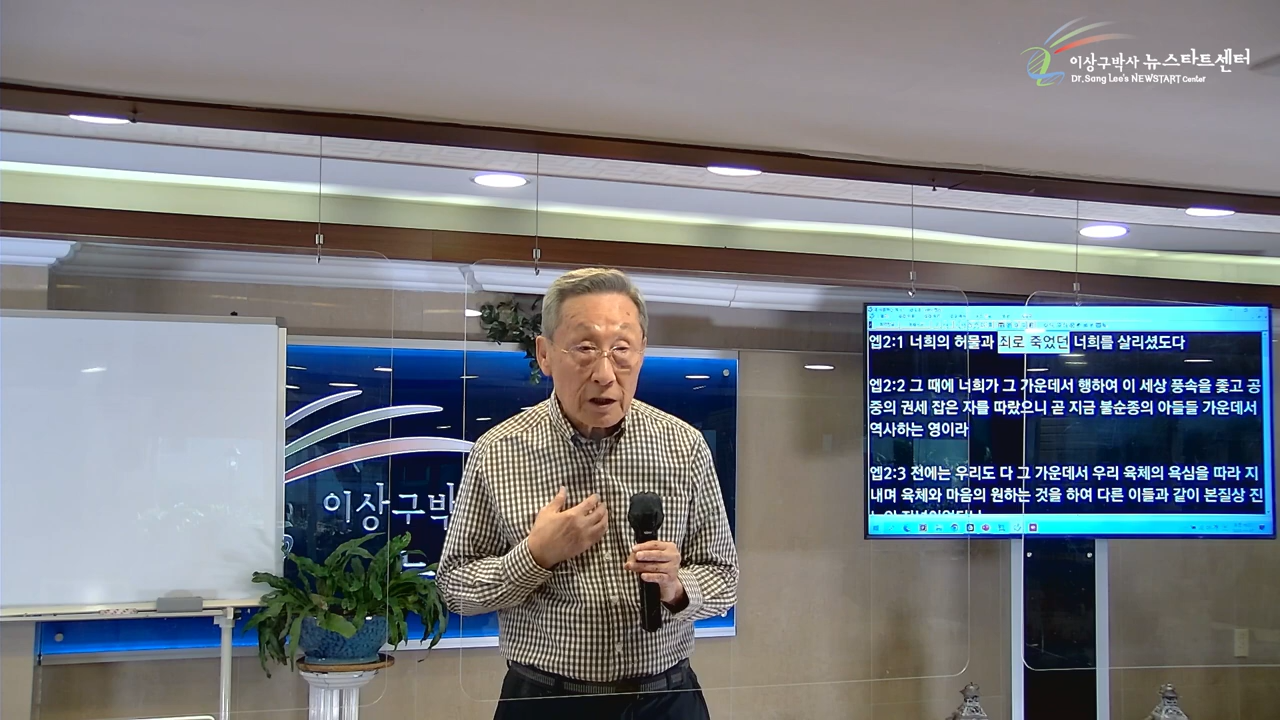 이상구박사 뉴스타트센터
Dr. Sang Lee's NEWSTART Center
엡2:1 너희의 허물과 죄로 죽었던 너희를 살리셨도다
엡2:2 그 때에 너희가 그 가운데서 행하여 이 세상 풍속을 좇고 공
중의 권세 잡은 자를 따랐으니 곧 지금 불순종의 아들들 가운데서
역사하는 영이라
엡2:3 전에는 우리도 다 그 가운데서 우리 육체의 욕심을 따라 지
내며 육체와 마음의 원하는 것을 하여 다른 이들과 같이 본질상 진
이상구박